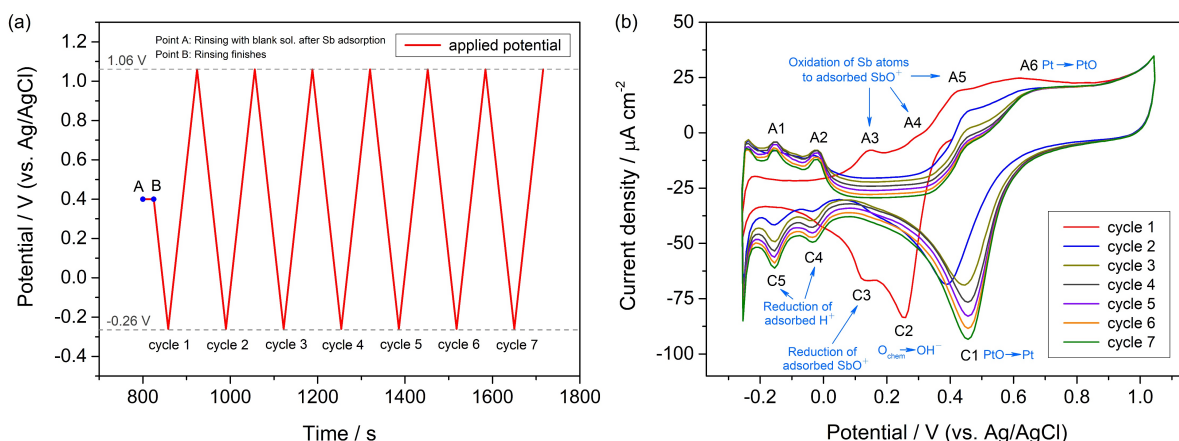 (a)
Point A: Rinsing with blank sol. after Sb adsorption
Point B: Rinsing finishes
applied potential
1.06 V
A
B
-0.26 V
cycle 1 cycle 2 cycle 3 cycle 4 cycle 5 cycle 6 cycle 7
1.2
1.0
0.8
0.6
0.4
0.2
0.0
-0.2
-0.4
Potential / V (vs. Ag/AgCl)
800 1000 1200 1400 1600 1800
Time / s
(b)
Oxidation of Sb atoms
to adsorbed SbO⁺
A1
A2
A3
A4
A5
A6 Pt→PtO
C5
C4
Reduction of
adsorbed H⁺
C3
Reduction of
adsorbed SbO⁺
C2
Ochem→OH⁻
C1 PtO→Pt
cycle 1
cycle 2
cycle 3
cycle 4
cycle 5
cycle 6
cycle 7
50
25
0
-25
-50
-75
-100
Current density / μA cm⁻²
-0.2 0.0 0.2 0.4 0.6 0.8 1.0
Potential / V (vs. Ag/AgCl)